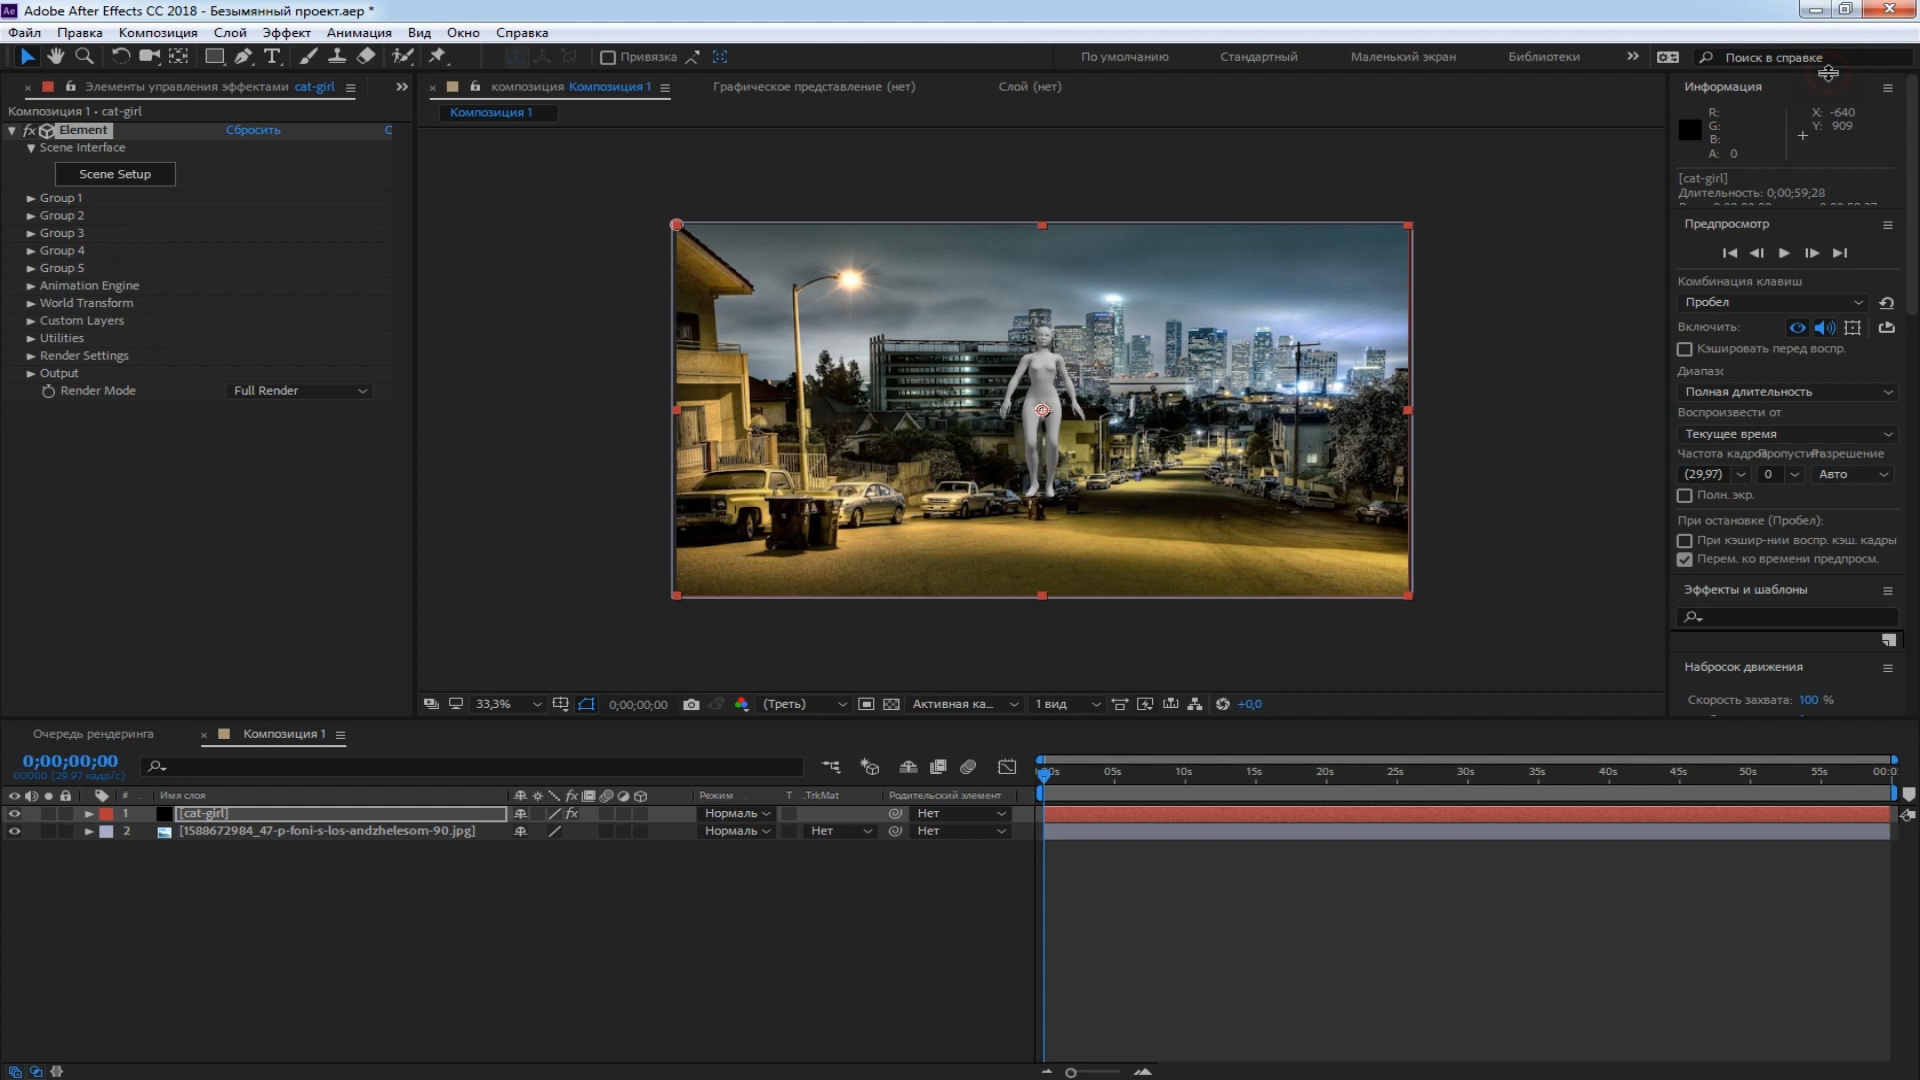 Adobe After Effects CC 2018 - Безымянный проект.aep *
Файл Правка Композиция Слой Эффект Анимация Вид Окно Справка
Привязка По умолчанию Стандартный Маленький экран Библиотеки Поиск в справке
Элементы управления эффектами cat-girl
композиция Композиция 1
Графическое представление (нет)
Слой (нет)
Композиция 1 • cat-girl
Композиция 1
fx Element Сбросить
Scene Interface
Scene Setup
Group 1
Group 2
Group 3
Group 4
Group 5
Animation Engine
World Transform
Custom Layers
Utilities
Render Settings
Output
Render Mode Full Render
Информация
R: X: -640
G: Y: 909
B:
A: 0
[cat-girl]
Длительность: 0;00;59;28
Предпросмотр
Комбинация клавиш
Пробел
Включить:
Кэшировать перед воспр.
Диапазс
Полная длительность
Воспроизвести от
Текущее время
(29,97) 0 Авто
Полн. экр.
При остановке (Пробел):
При кэшир-нии воспр. кэш. кадры
Перем. ко времени предпросм.
Эффекты и шаблоны
Набросок движения
Скорость захвата: 100 %
33,3% 0;00;00;00 (Треть) Активная ка... 1 вид +0,0
Очередь рендеринга Композиция 1
0;00;00;00
00000 (29.97 кадр/с)
# Имя слоя fx Режим T .TrkMat Родительский элемент
1 [cat-girl] fx Нормаль Нет
2 [1588672984_47-p-foni-s-los-andzhelesom-90.jpg] Нормаль Нет Нет
05s 10s 15s 20s 25s 30s 35s 40s 45s 50s 55s